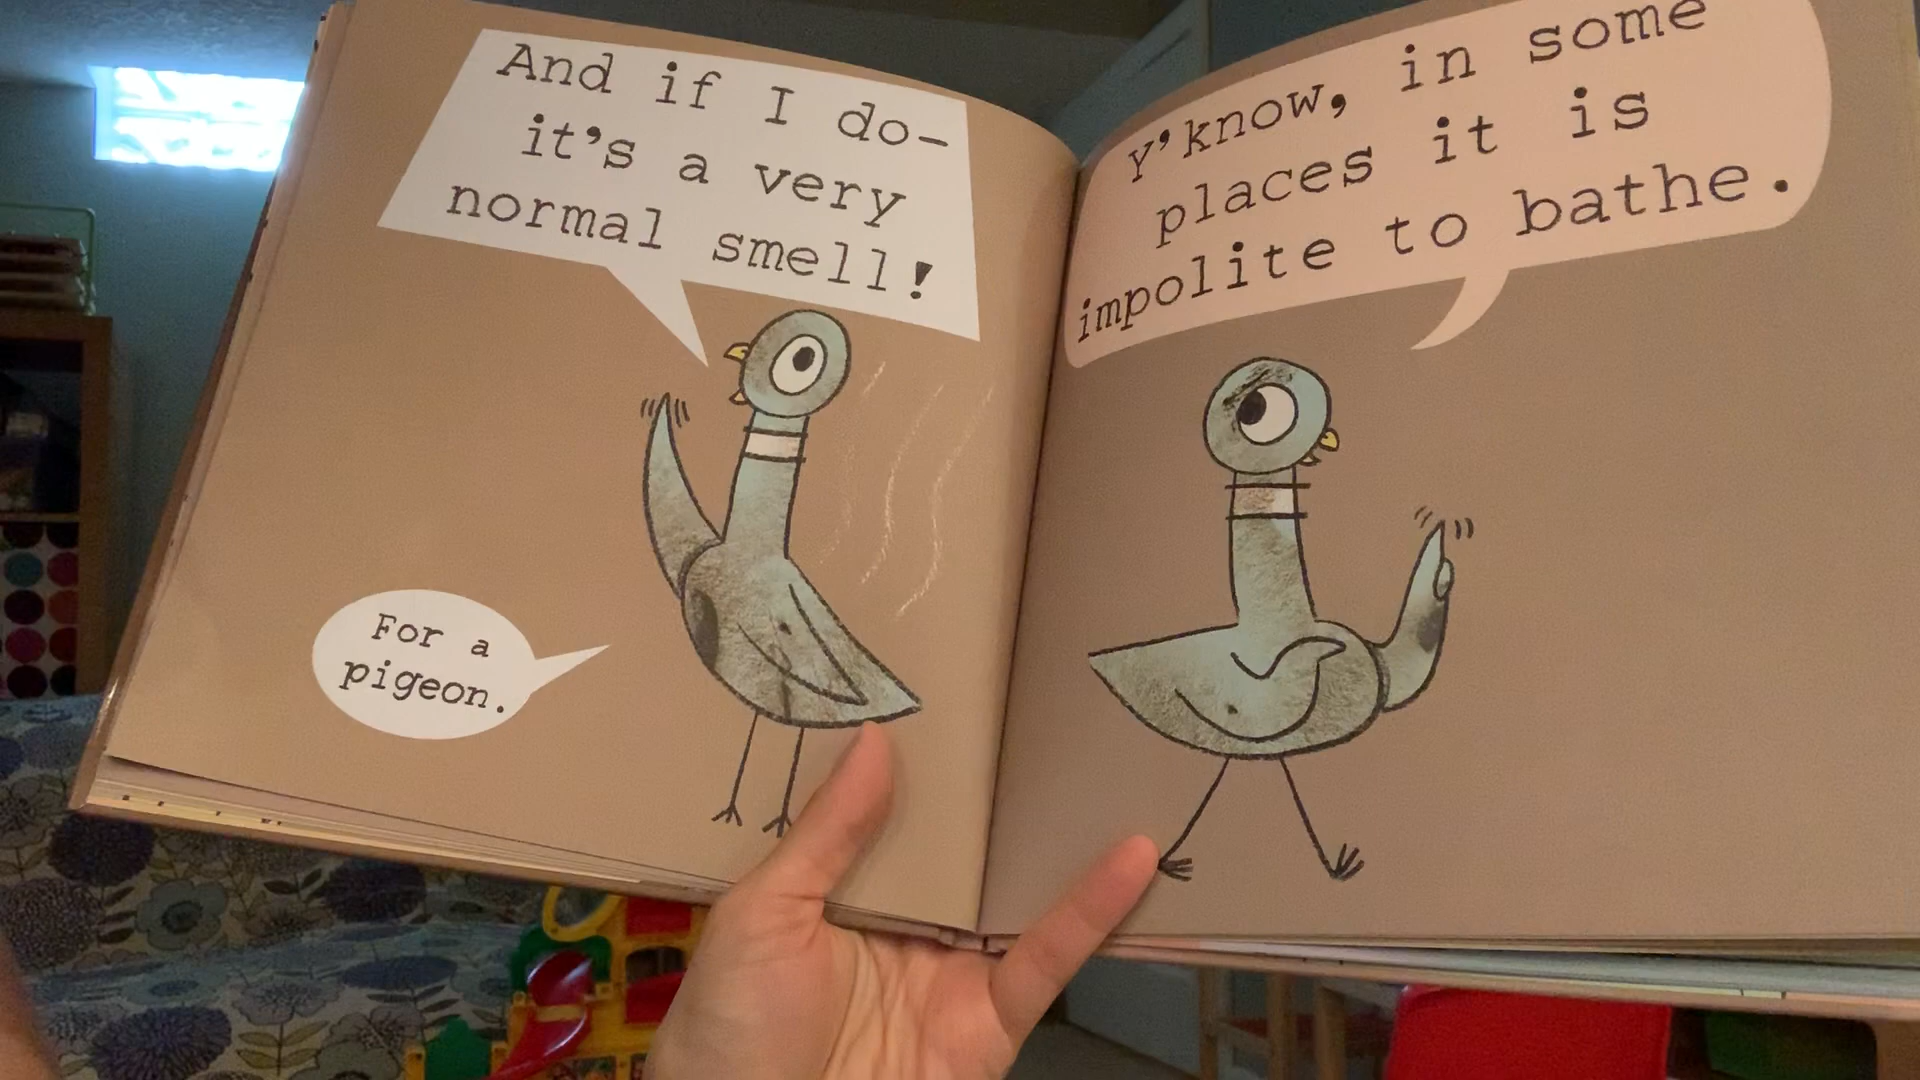 And if I do–
it's a very
normal smell!
For a
pigeon.
Y'know, in some
places it is
impolite to bathe.